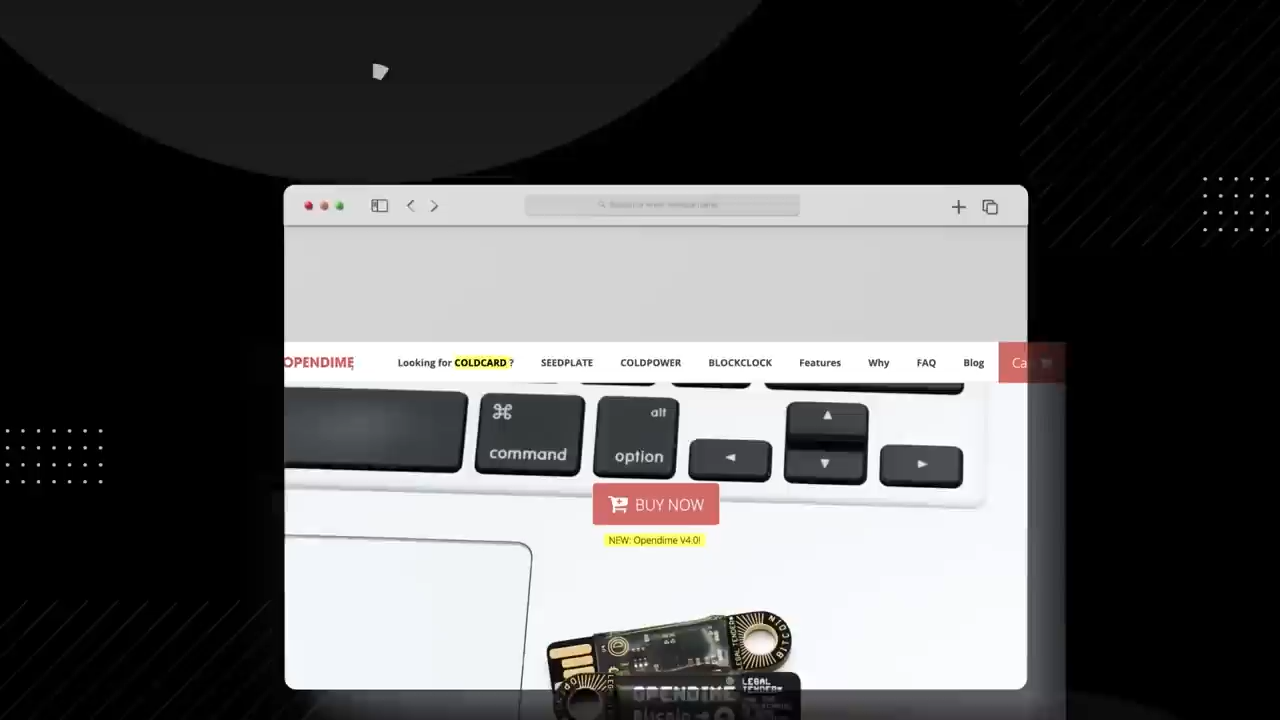 OPENDIME Looking for COLDCARD ? SEEDPLATE COLDPOWER BLOCKCLOCK Features Why FAQ Blog
alt
command
option
BUY NOW
NEW: Opendime V4.0!
BITCOIN
OPENDIME
LEGAL
TENDER